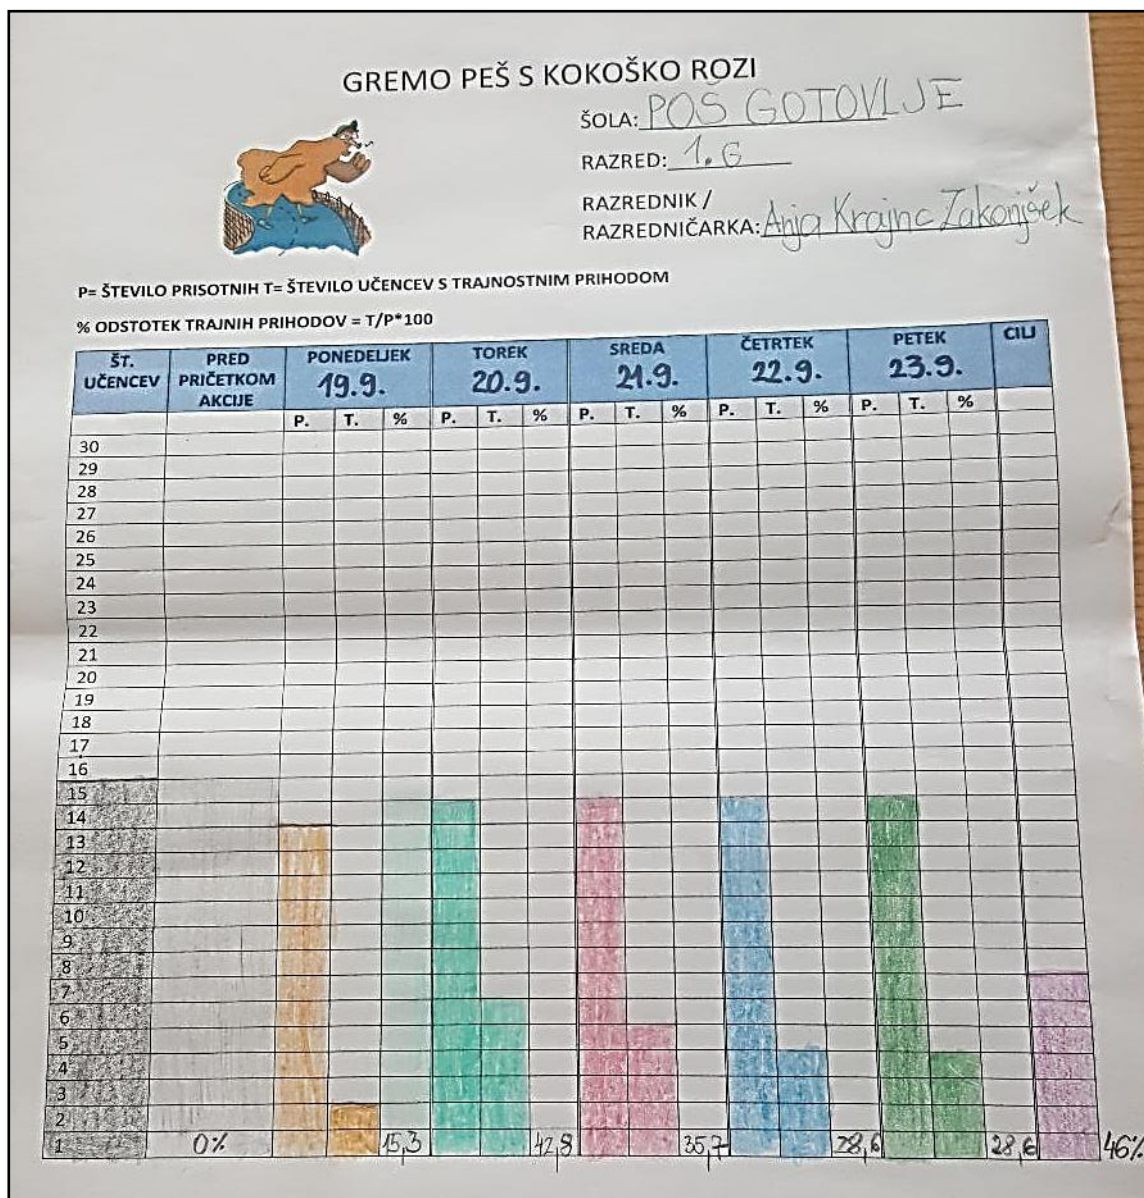 GREMO PEŠ S KOKOŠKO ROZI
ŠOLA: POŠ GOTOVLJE
RAZRED: 1. G
RAZREDNIK /
RAZREDNIČARKA: Anja Krajnc Zakonjšek
P= ŠTEVILO PRISOTNIH T= ŠTEVILO UČENCEV S TRAJNOSTNIM PRIHODOM
% ODSTOTEK TRAJNIH PRIHODOV = T/P*100
ŠT. UČENCEV PRED PRIČETKOM AKCIJE PONEDELJEK 19.9. TOREK 20.9. SREDA 21.9. ČETRTEK 22.9. PETEK 23.9. CILJ
P. T. % P. T. % P. T. % P. T. % P. T. %
30
29
28
27
26
25
24
23
22
21
20
19
18
17
16
15
14
13
12
11
10
9
8
7
6
5
4
3
2
1 0% 15,3 42,8 35,7 28,6 28,6 46%